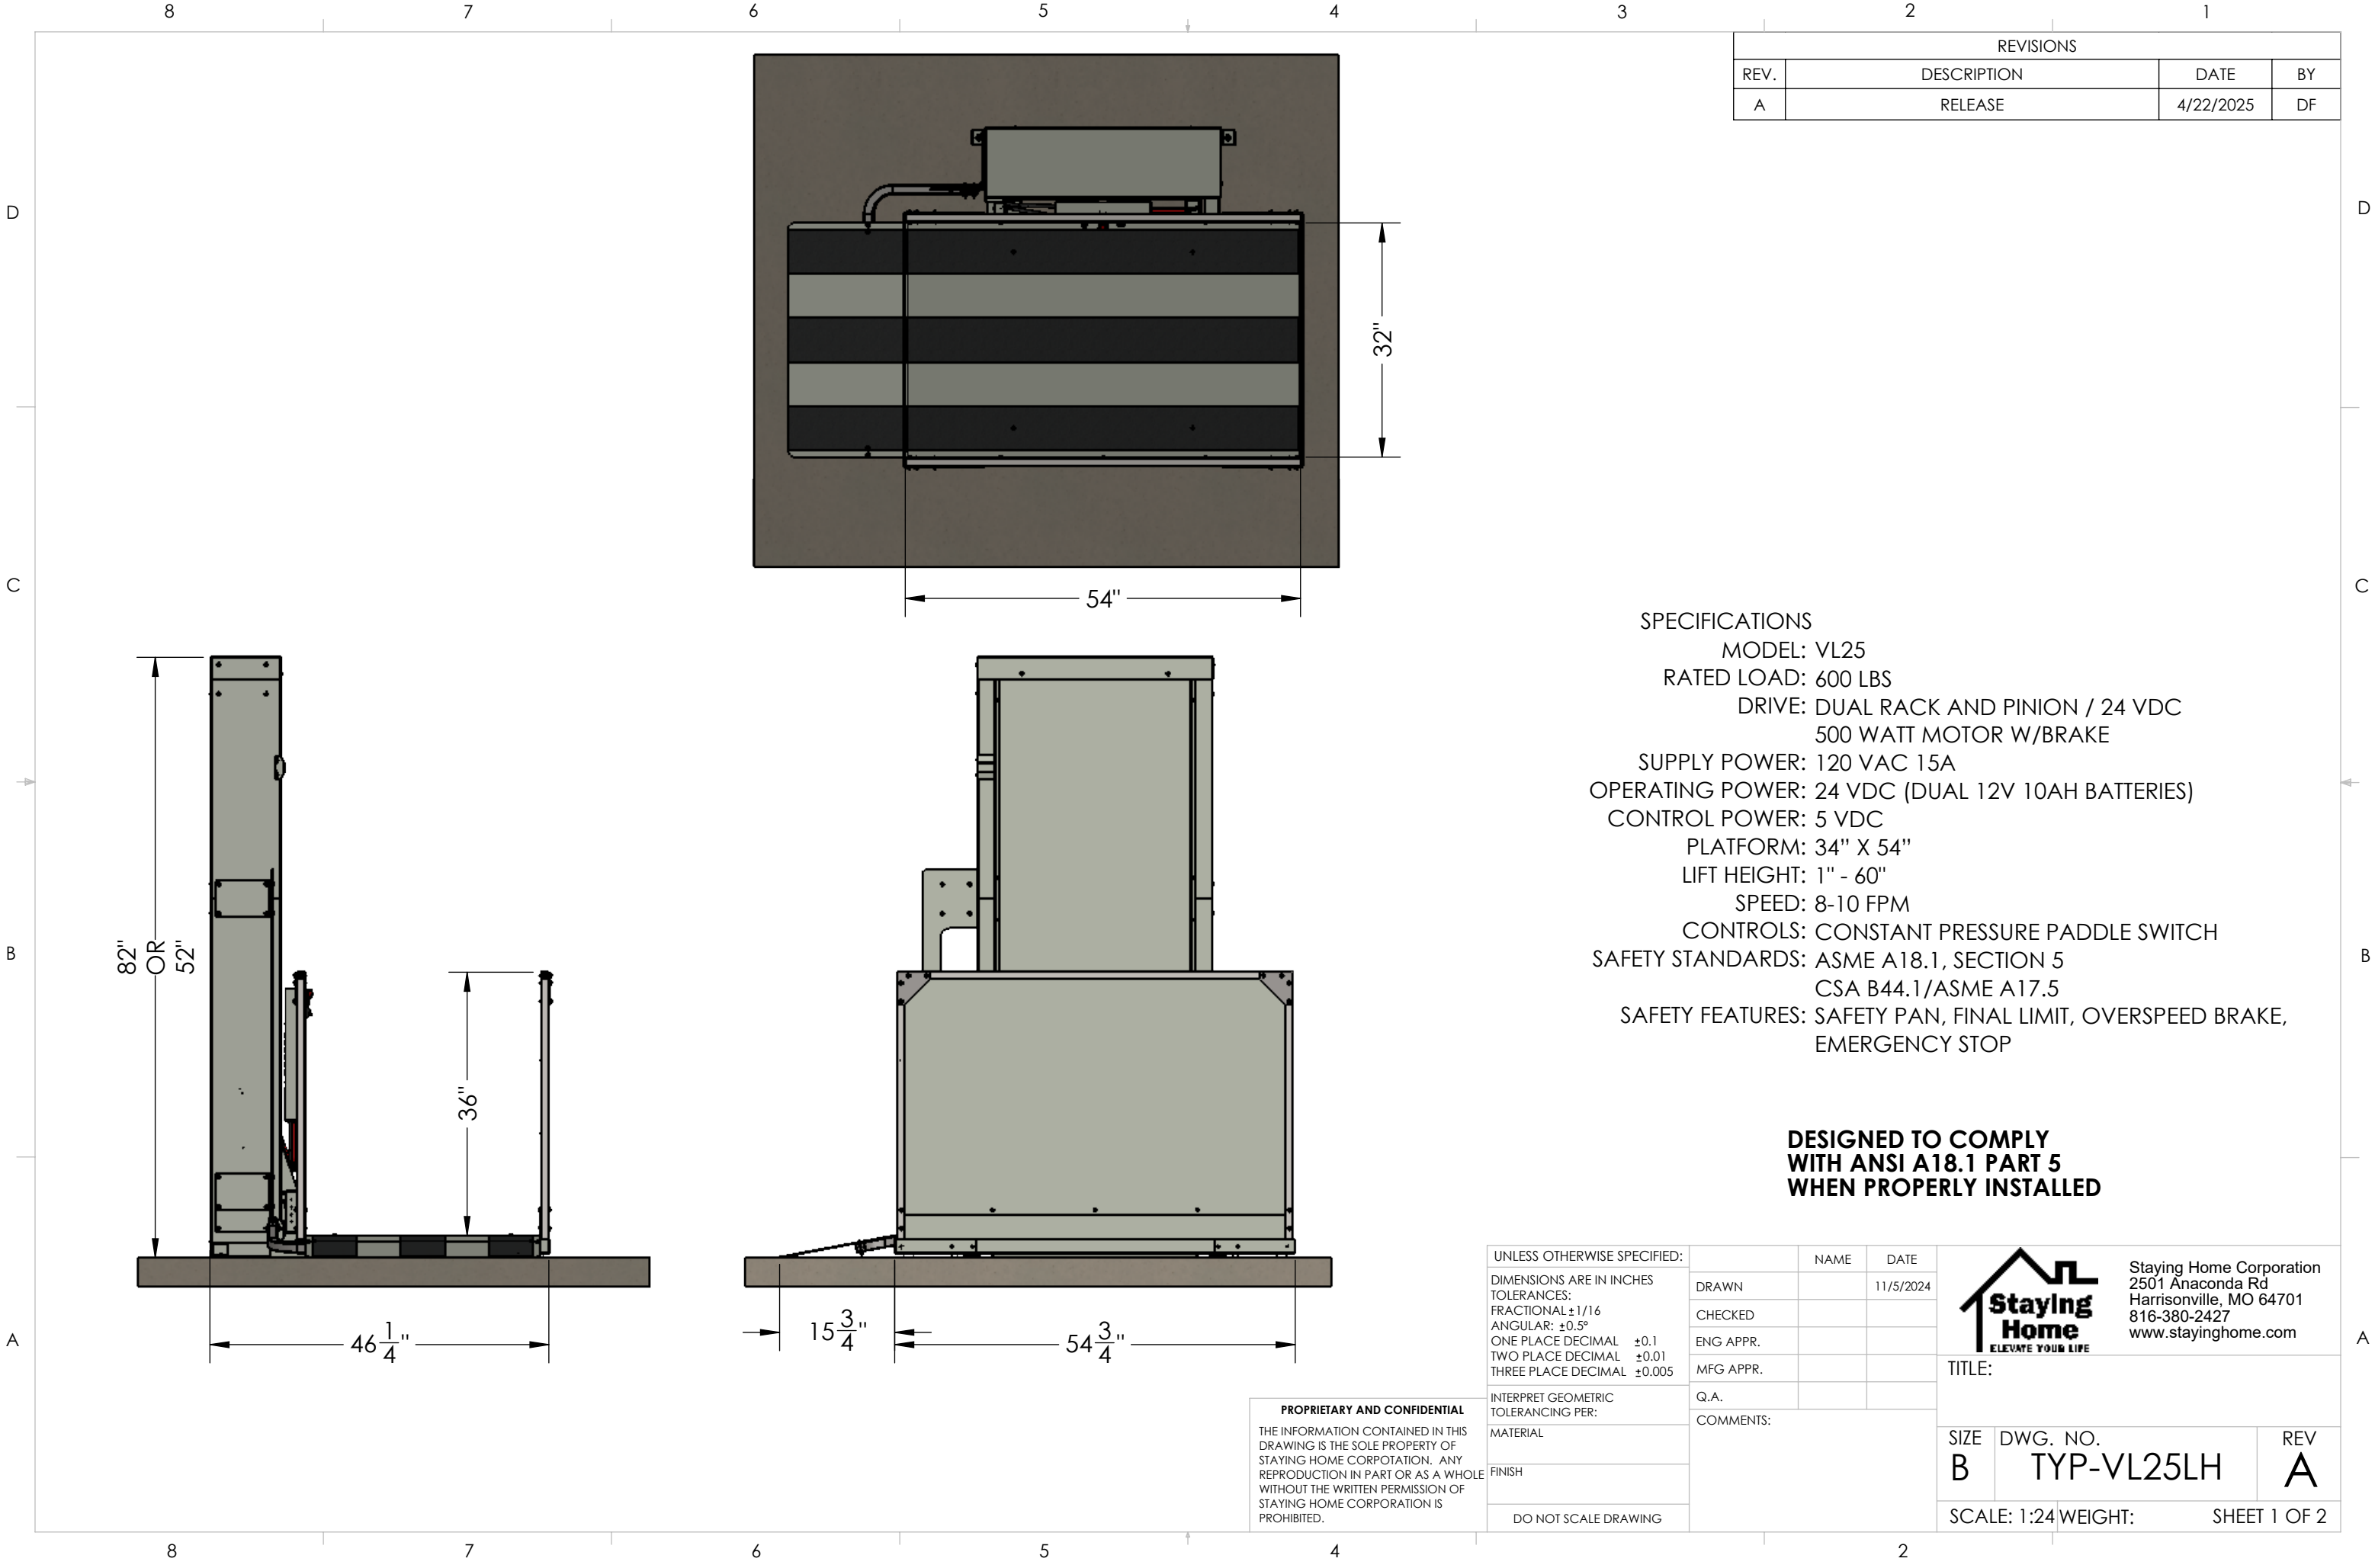 8 7 6 5 4 3 2 1
REVISIONS
REV. DESCRIPTION DATE BY
A RELEASE 4/22/2025 DF
D D
32"
C C
54"
SPECIFICATIONS
MODEL: VL25
RATED LOAD: 600 LBS
DRIVE: DUAL RACK AND PINION / 24 VDC
500 WATT MOTOR W/BRAKE
SUPPLY POWER: 120 VAC 15A
OPERATING POWER: 24 VDC (DUAL 12V 10AH BATTERIES)
CONTROL POWER: 5 VDC
PLATFORM: 34” X 54”
LIFT HEIGHT: 1" - 60"
SPEED: 8-10 FPM
CONTROLS: CONSTANT PRESSURE PADDLE SWITCH
SAFETY STANDARDS: ASME A18.1, SECTION 5
CSA B44.1/ASME A17.5
SAFETY FEATURES: SAFETY PAN, FINAL LIMIT, OVERSPEED BRAKE,
EMERGENCY STOP
82"
OR
52"
B B
36"
DESIGNED TO COMPLY
WITH ANSI A18.1 PART 5
WHEN PROPERLY INSTALLED
46 1/4"
15 3/4"
54 3/4"
A A
PROPRIETARY AND CONFIDENTIAL
THE INFORMATION CONTAINED IN THIS
DRAWING IS THE SOLE PROPERTY OF
STAYING HOME CORPOTATION. ANY
REPRODUCTION IN PART OR AS A WHOLE
WITHOUT THE WRITTEN PERMISSION OF
STAYING HOME CORPORATION IS
PROHIBITED.
UNLESS OTHERWISE SPECIFIED:
DIMENSIONS ARE IN INCHES
TOLERANCES:
FRACTIONAL ±1/16
ANGULAR: ±0.5°
ONE PLACE DECIMAL ±0.1
TWO PLACE DECIMAL ±0.01
THREE PLACE DECIMAL ±0.005
INTERPRET GEOMETRIC
TOLERANCING PER:
MATERIAL
FINISH
DO NOT SCALE DRAWING
NAME DATE
DRAWN 11/5/2024
CHECKED
ENG APPR.
MFG APPR.
Q.A.
COMMENTS:
Staying
Home
ELEVATE YOUR LIFE
Staying Home Corporation
2501 Anaconda Rd
Harrisonville, MO 64701
816-380-2427
www.stayinghome.com
TITLE:
SIZE DWG. NO. REV
B TYP-VL25LH A
SCALE: 1:24 WEIGHT: SHEET 1 OF 2
8 7 6 5 4 2